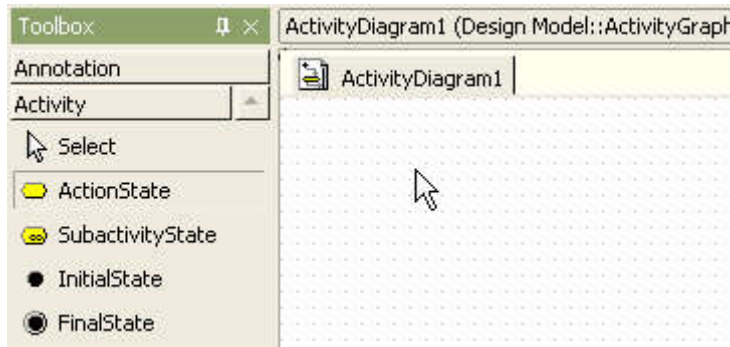 Toolbox
ActivityDiagram1 (Design Model::ActivityGraph
Annotation
ActivityDiagram1
Activity
Select
ActionState
SubactivityState
InitialState
FinalState